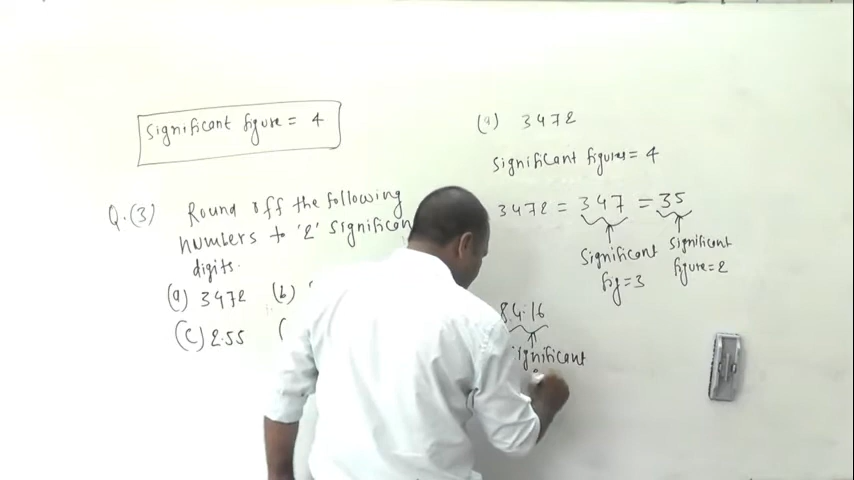 Significant figure = 4
Q.(3) Round off the following
numbers to '2' significan
digits.
(a) 3472 (b)
(C) 2.55 (
(a) 3472
Significant figures = 4
3472 = 347 = 35
Significant
fig = 3
Significant
figure = 2
84.16
ignificant